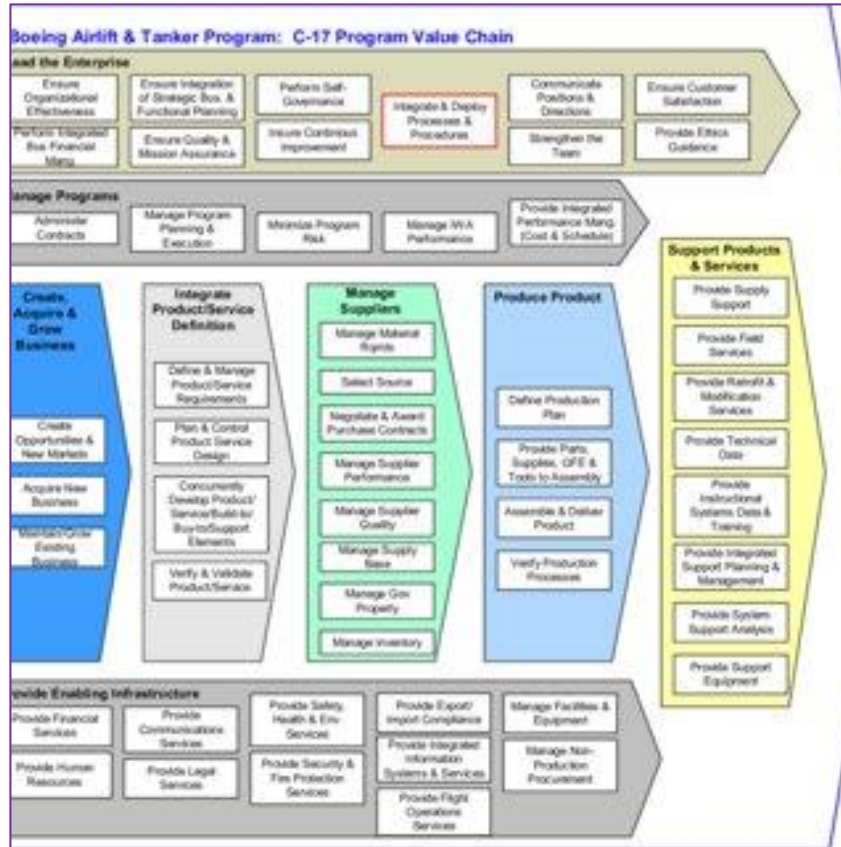 Boeing Airlift & Tanker Program: C-17 Program Value Chain
ead the Enterprise
Ensure
Organizational
Effectiveness
Ensure Integration
of Strategic Bus. &
Functional Planning
Perform Self-
Governance
Integrate & Deploy
Processes &
Procedures
Communicate
Positions &
Directions
Ensure Customer
Satisfaction
Perform Integrated
Bus Financial
Mang
Ensure Quality &
Mission Assurance
Insure Continious
Improvement
Strengthen the
Team
Provide Ethics
Guidance
anage Programs
Administer
Contracts
Manage Program
Planning &
Execution
Minimize Program
Risk
Manage IWA
Performance
Provide Integrated
Performance Mang.
(Cost & Schedule)
Create,
Acquire &
Grow
Business
Create
Opportunities &
New Markets
Acquire New
Business
Maintain/Grow
Existing
Business
Integrate
Product/Service
Definition
Define & Manage
Product/Service
Requirements
Plan & Control
Product Service
Design
Concurrently
Develop Product/
Service/Build-to/
Buy-to/Support
Elements
Verify & Validate
Product/Service
Manage
Suppliers
Manage Material
Rqmts
Select Source
Negotiate & Award
Purchase Contracts
Manage Supplier
Performance
Manage Supplier
Quality
Manage Supply
Base
Manage Gov
Property
Manage Inventory
Produce Product
Define Production
Plan
Provide Parts,
Supplies, GFE &
Tools to Assembly
Assemble & Deliver
Product
Verify Production
Processes
Support Products
& Services
Provide Supply
Support
Provide Field
Services
Provide Retrofit &
Modification
Services
Provide Technical
Data
Provide
Instructional
Systems Data &
Training
Provide Integrated
Support Planning &
Management
Provide System
Support Analysis
Provide Support
Equipment
rovide Enabling Infrastructure
Provide Financial
Services
Provide
Communications
Services
Provide Safety,
Health & Env
Services
Provide Export/
Import Compliance
Manage Facilities &
Equipment
Provide Human
Resources
Provide Legal
Services
Provide Security &
Fire Protection
Services
Provide Integrated
Information
Systems & Services
Manage Non-
Production
Procurement
Provide Flight
Operations
Services